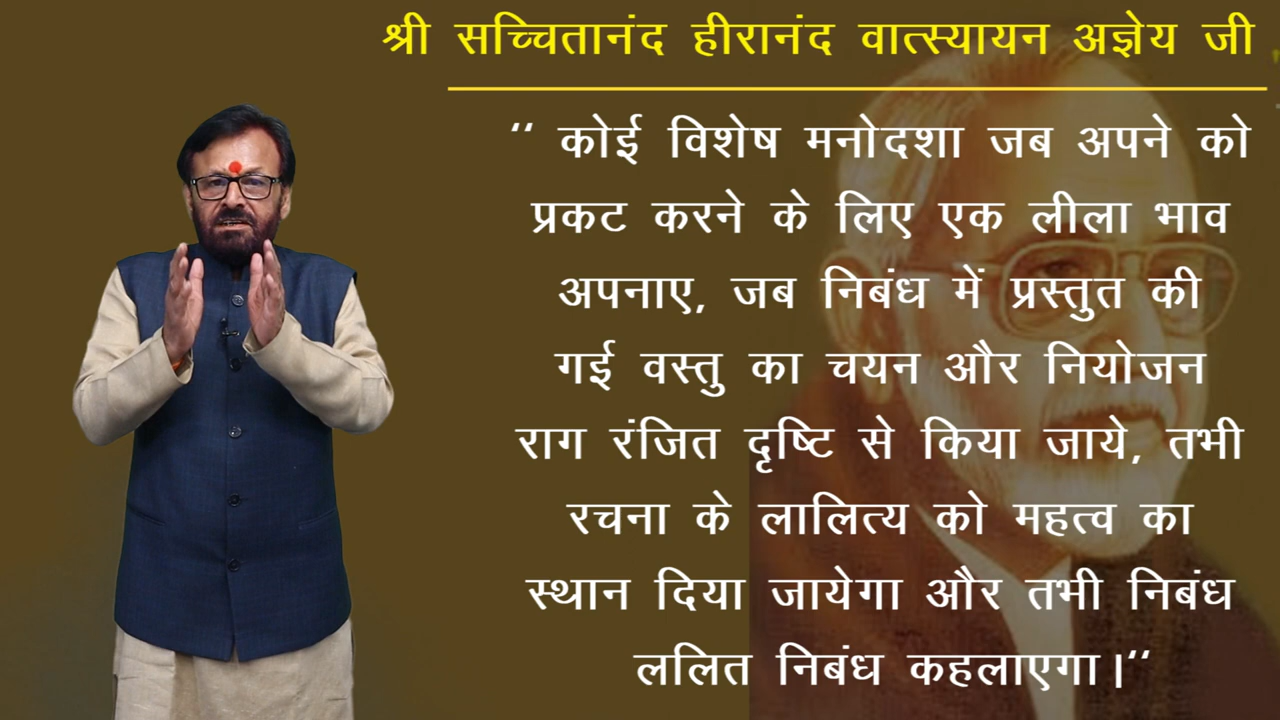 श्री सच्चितानंद हीरानंद वात्स्यायन अज्ञेय जी
‘‘ कोई विशेष मनोदशा जब अपने को
प्रकट करने के लिए एक लीला भाव
अपनाए, जब निबंध में प्रस्तुत की
गई वस्तु का चयन और नियोजन
राग रंजित दृष्टि से किया जाये, तभी
रचना के लालित्य को महत्व का
स्थान दिया जायेगा और तभी निबंध
ललित निबंध कहलाएगा।‘‘